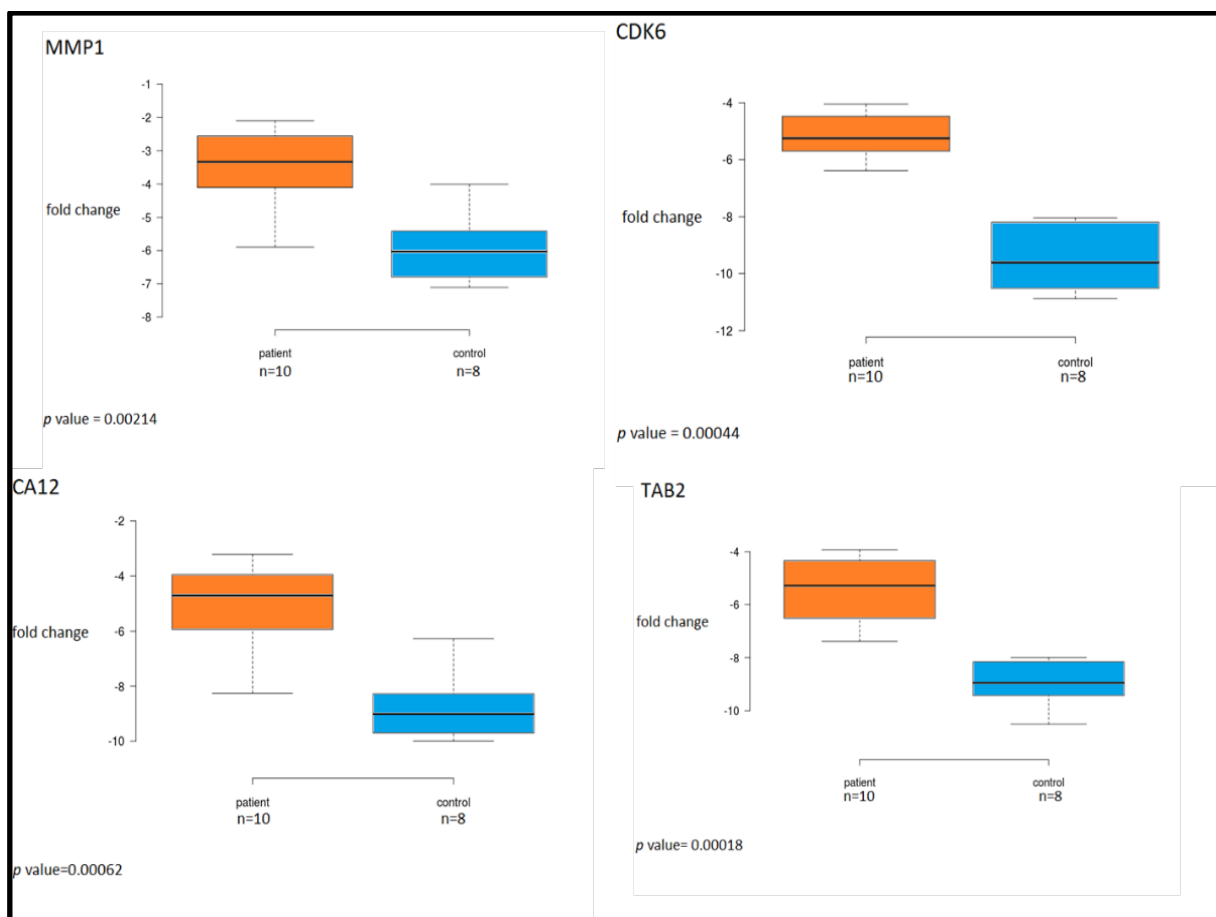 MMP1
-1
-2
-3
-4
-5
-6
-7
-8
fold change
patient
n=10
control
n=8
p value = 0.00214
CDK6
-4
-6
-8
-10
-12
fold change
patient
n=10
control
n=8
p value = 0.00044
CA12
-2
-4
-6
-8
-10
fold change
patient
n=10
control
n=8
p value=0.00062
TAB2
-4
-6
-8
-10
fold change
patient
n=10
control
n=8
p value= 0.00018